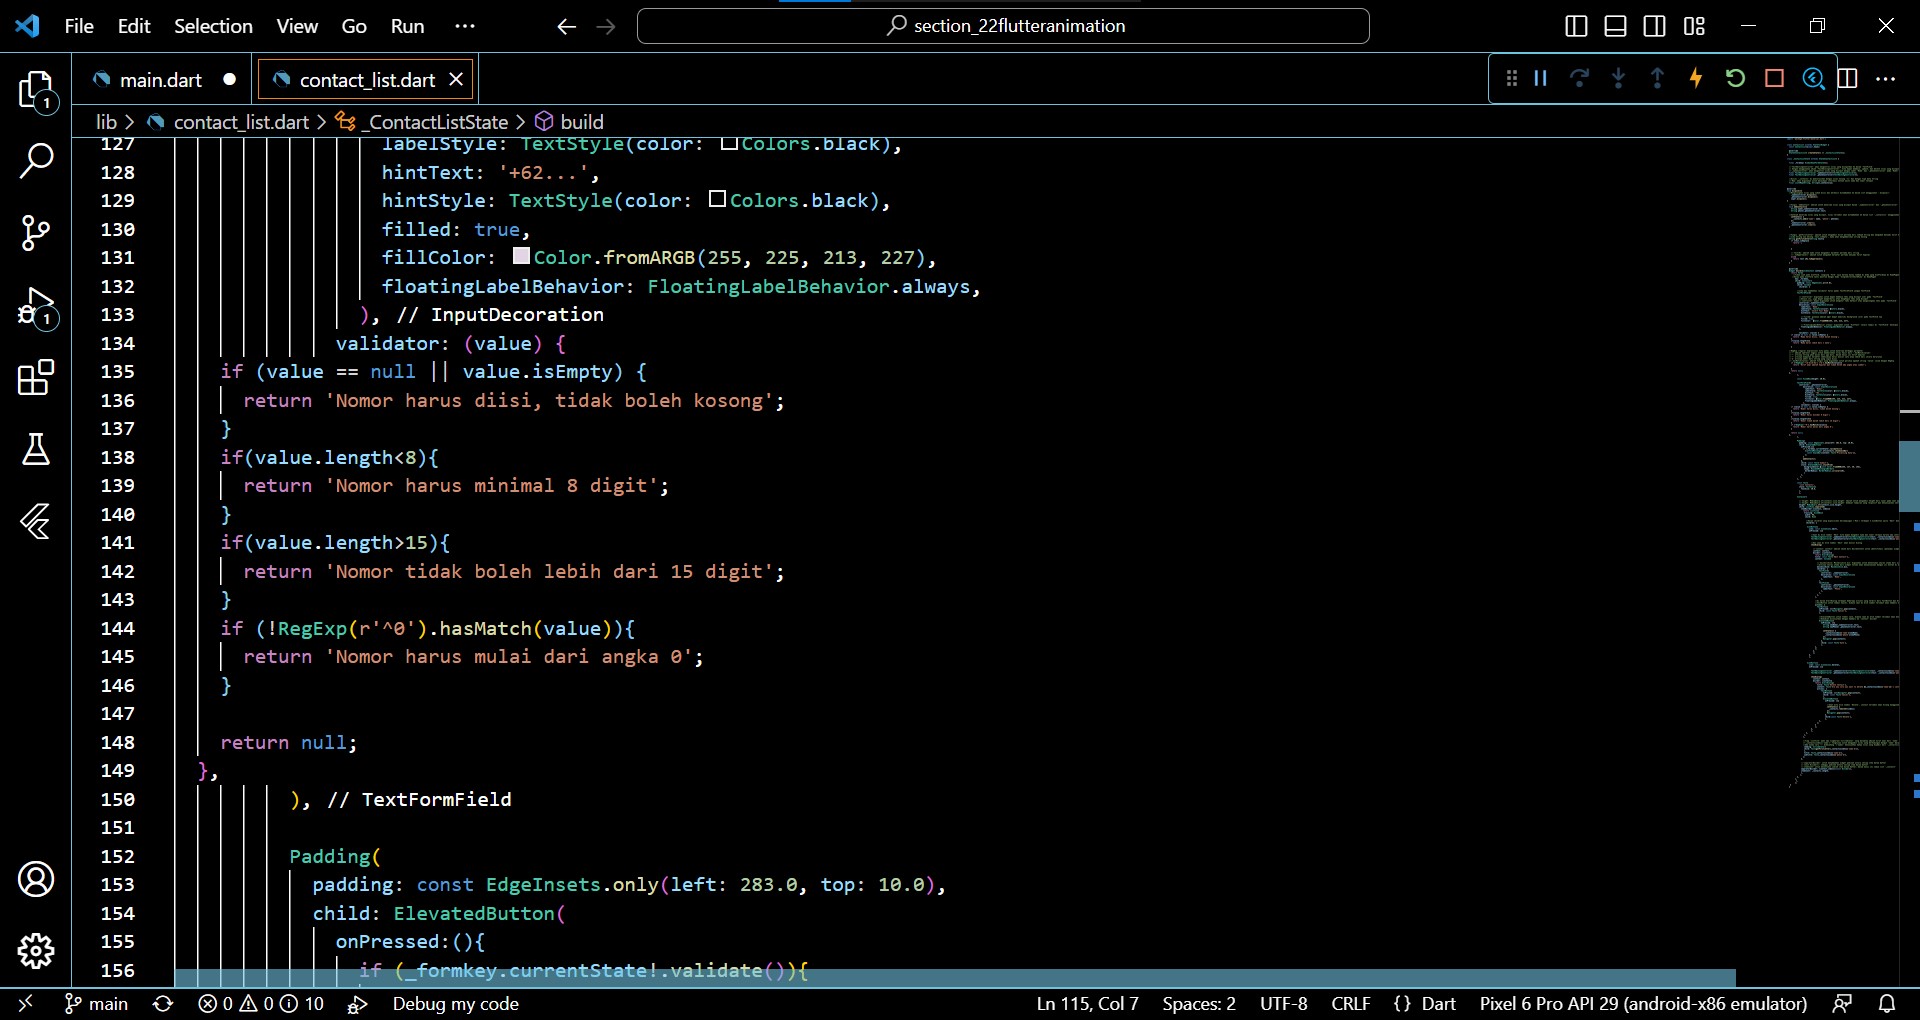 File Edit Selection View Go Run ··· section_22flutteranimation
main.dart contact_list.dart
lib > contact_list.dart > _ContactListState > build
127 labelStyle: TextStyle(color: Colors.black),
128 hintText: '+62...',
129 hintStyle: TextStyle(color: Colors.black),
130 filled: true,
131 fillColor: Color.fromARGB(255, 225, 213, 227),
132 floatingLabelBehavior: FloatingLabelBehavior.always,
133 ), // InputDecoration
134 validator: (value) {
135 if (value == null || value.isEmpty) {
136 return 'Nomor harus diisi, tidak boleh kosong';
137 }
138 if(value.length<8){
139 return 'Nomor harus minimal 8 digit';
140 }
141 if(value.length>15){
142 return 'Nomor tidak boleh lebih dari 15 digit';
143 }
144 if (!RegExp(r'^0').hasMatch(value)){
145 return 'Nomor harus mulai dari angka 0';
146 }
147
148 return null;
149 },
150 ), // TextFormField
151
152 Padding(
153 padding: const EdgeInsets.only(left: 283.0, top: 10.0),
154 child: ElevatedButton(
155 onPressed:(){
156 if (_formkey.currentState!.validate()){
1
1
main 0 0 10 Debug my code Ln 115, Col 7 Spaces: 2 UTF-8 CRLF {} Dart Pixel 6 Pro API 29 (android-x86 emulator)